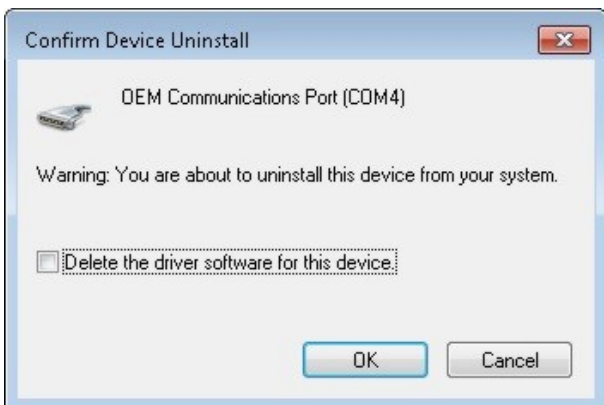 Confirm Device Uninstall
OEM Communications Port (COM4)
Warning: You are about to uninstall this device from your system.
Delete the driver software for this device.
OK Cancel